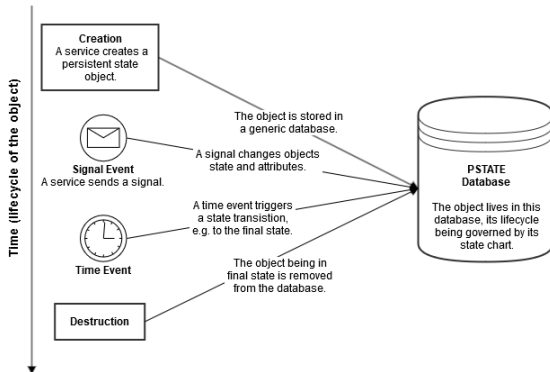 Time (lifecycle of the object)
Creation
A service creates a
persistent state
object.
The object is stored in
a generic database.
Signal Event
A service sends a signal.
A signal changes objects
state and attributes.
A time event triggers
a state transistion,
e.g. to the final state.
Time Event
The object being in
final state is removed
from the database.
Destruction
PSTATE
Database
The object lives in this
database, its lifecycle
being governed by its
state chart.